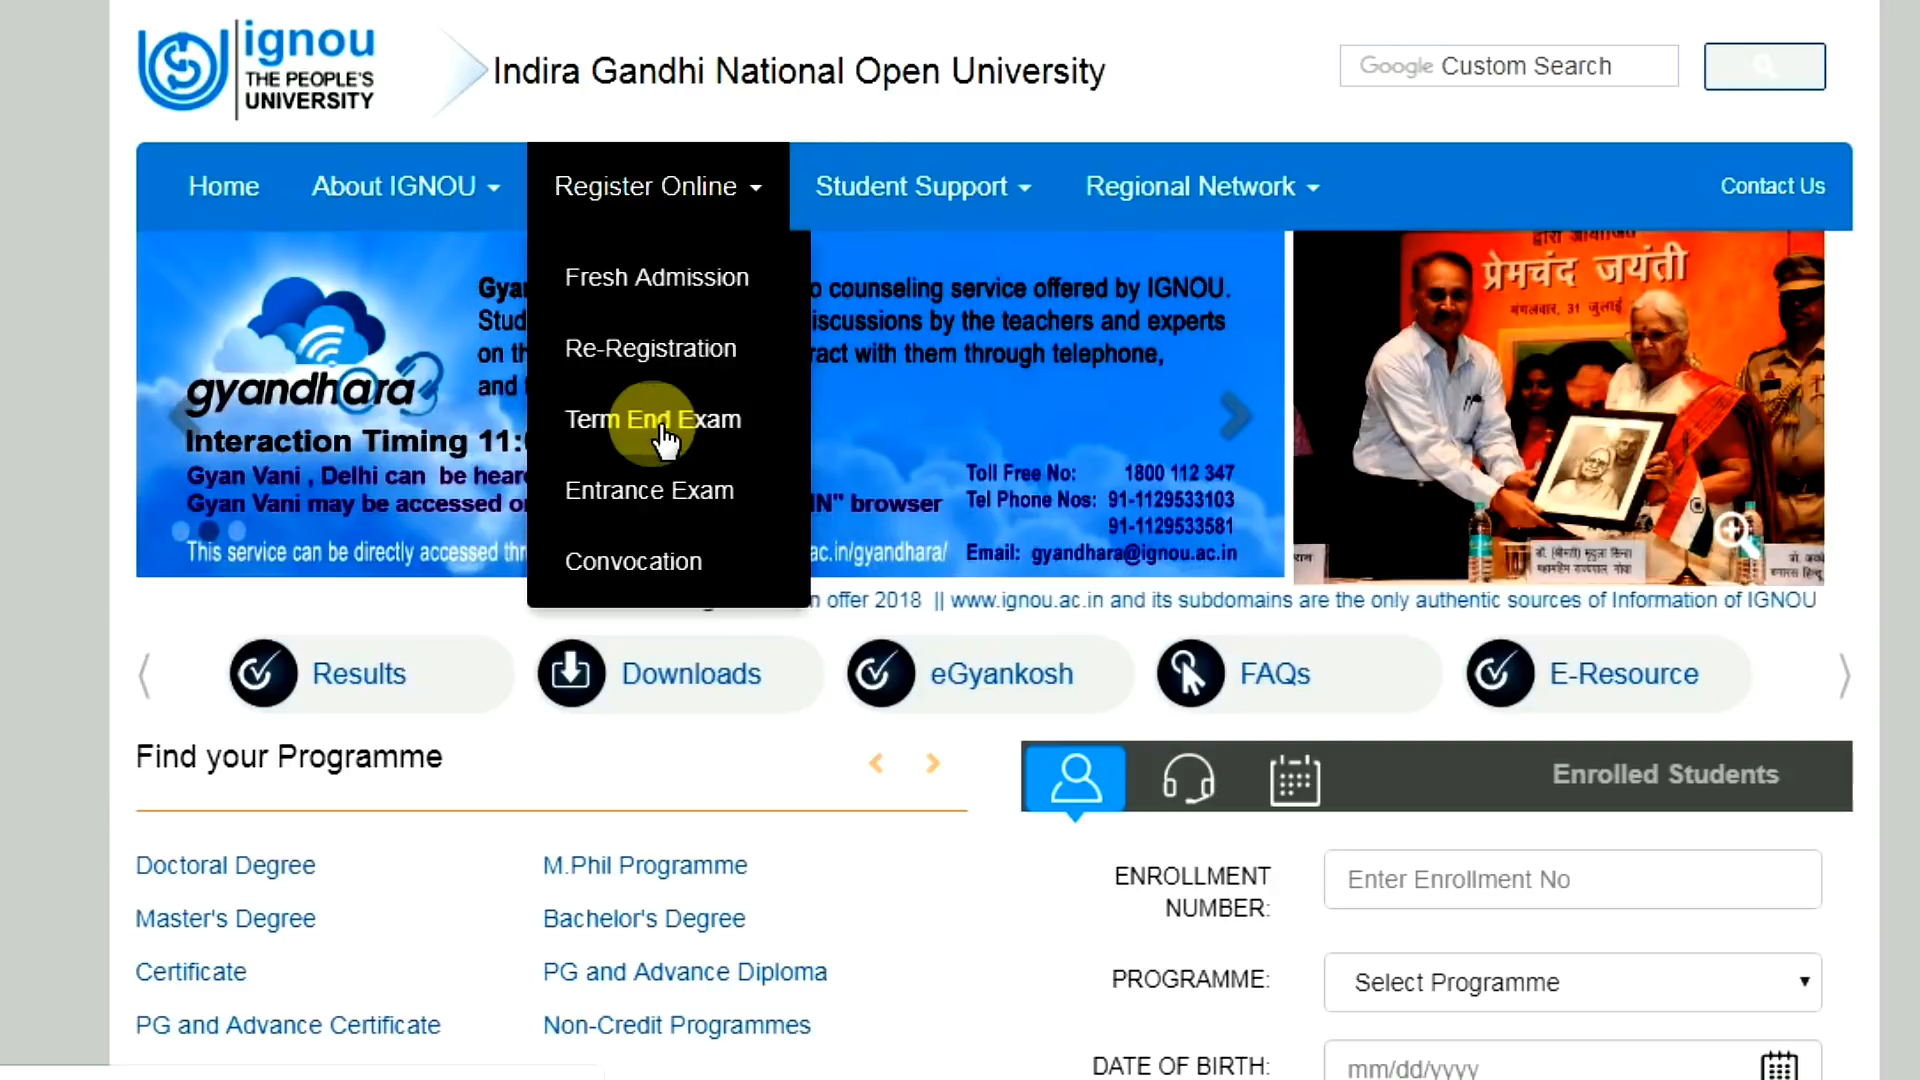 ignou
THE PEOPLE'S
UNIVERSITY
Indira Gandhi National Open University
Google Custom Search
Home
About IGNOU
Register Online
Student Support
Regional Network
Contact Us
Fresh Admission
Re-Registration
Term End Exam
Entrance Exam
Convocation
gyandhara
counseling service offered by IGNOU.
iscussions by the teachers and experts
on
ract with them through telephone,
and
Interaction Timing 11:
Gyan Vani , Delhi can be hear
Gyan Vani may be accessed
IN" browser
This service can be directly accessed
ac.in/gyandhara/
Toll Free No: 1800 112 347
Tel Phone Nos: 91-1129533103
91-1129533581
Email: gyandhara@ignou.ac.in
द्वारा आयोजित
प्रेमचंद जयंती
मंगलवार, 31 जुलाई
n offer 2018 || www.ignou.ac.in and its subdomains are the only authentic sources of Information of IGNOU
Results
Downloads
eGyankosh
FAQs
E-Resource
Find your Programme
Doctoral Degree
M.Phil Programme
Master's Degree
Bachelor's Degree
Certificate
PG and Advance Diploma
PG and Advance Certificate
Non-Credit Programmes
Enrolled Students
ENROLLMENT
NUMBER:
Enter Enrollment No
PROGRAMME:
Select Programme
DATE OF BIRTH:
mm/dd/yyyy